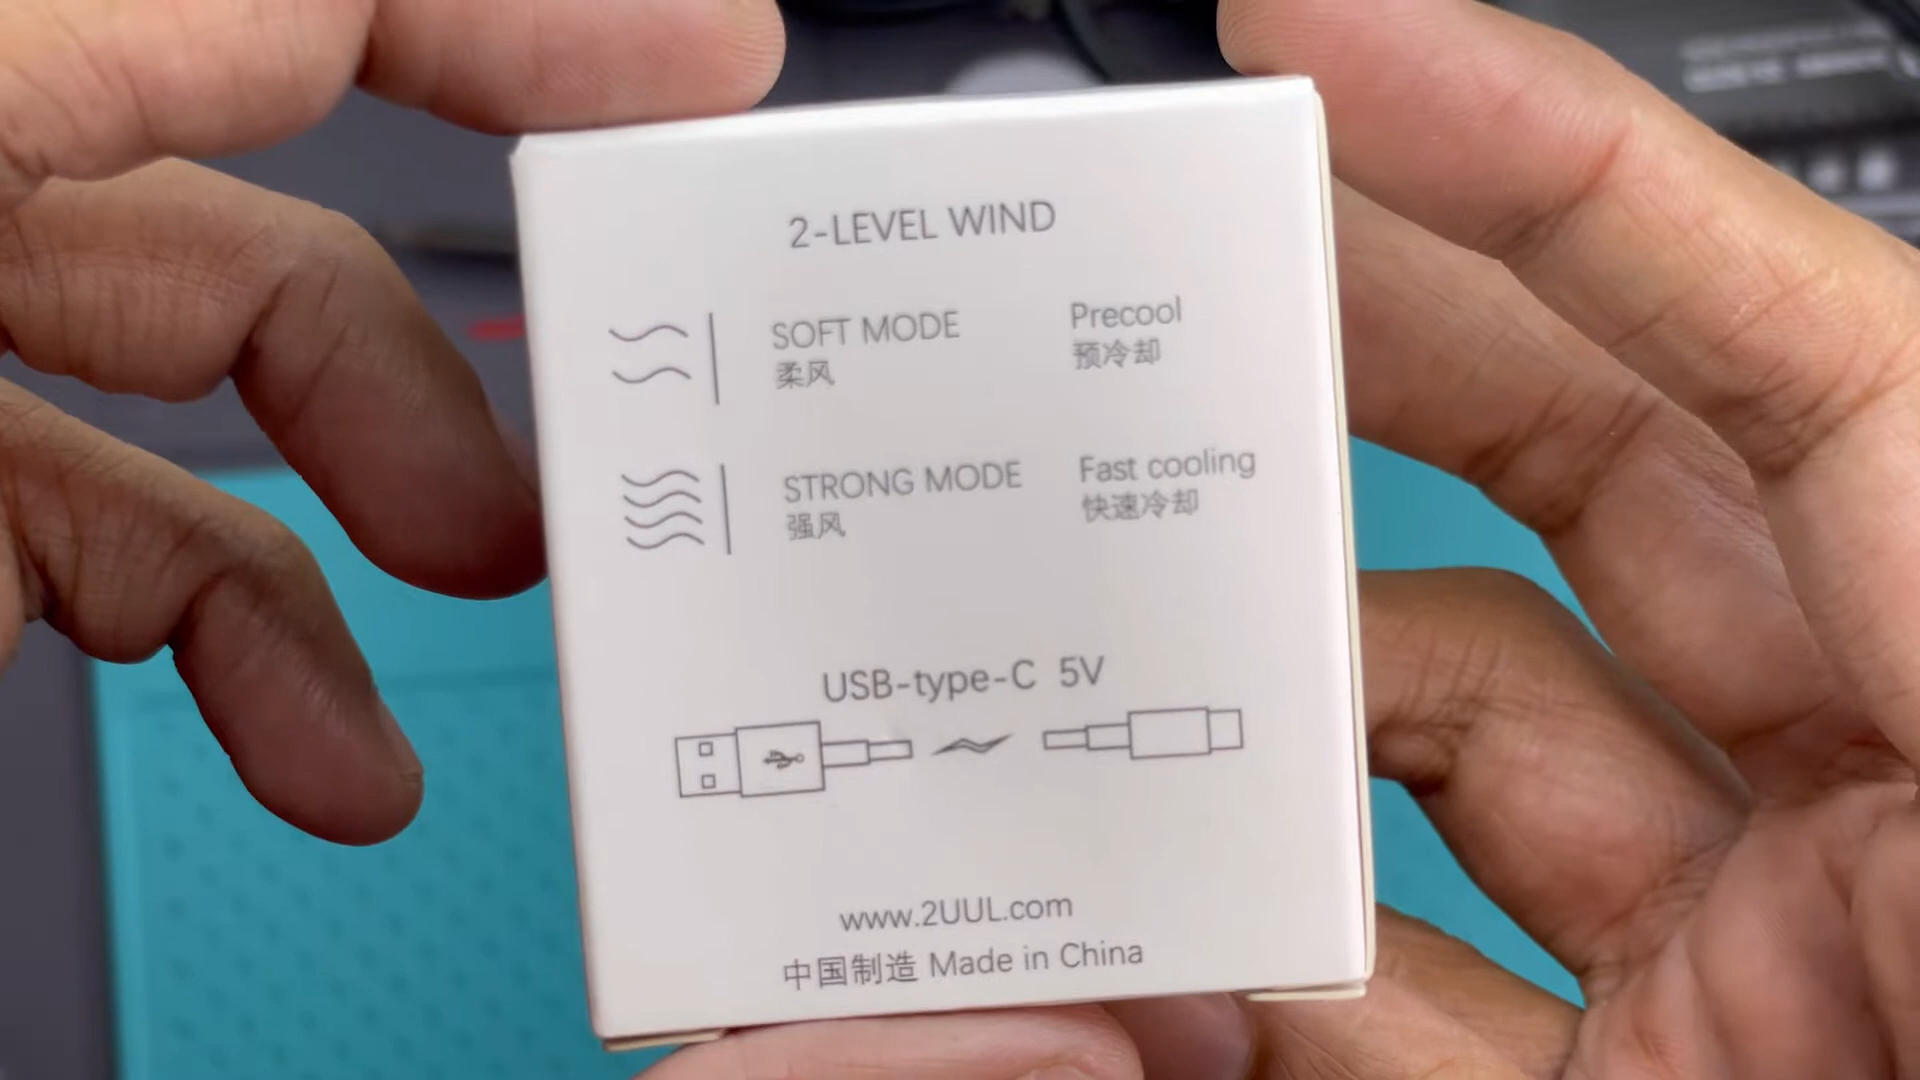 2-LEVEL WIND
SOFT MODE Precool
柔风 预冷却
STRONG MODE Fast cooling
强风 快速冷却
USB-type-C 5V
www.2UUL.com
中国制造 Made in China